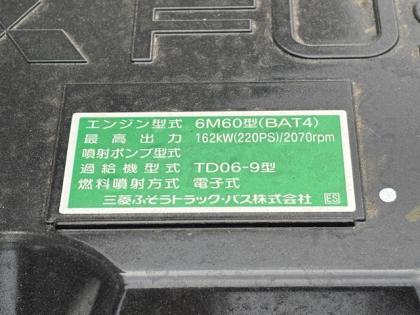 FU
エンジン型式 6M60型(BAT4)
最高出力 162kW(220PS)/2070rpm
噴射ポンプ型式
過給機型式 TD06-9型
燃料噴射方式 電子式
三菱ふそうトラック・バス株式会社 ES